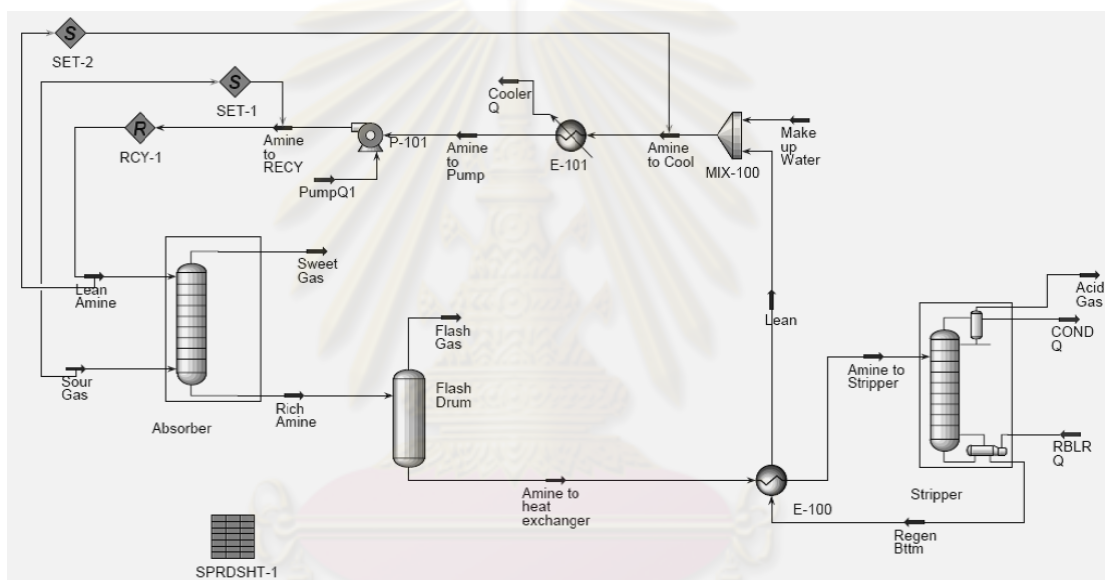 S
SET-2
S
SET-1
R
RCY-1
Amine
to
RECY
P-101
PumpQ1
Amine
to
Pump
Cooler
Q
E-101
Amine
to Cool
MIX-100
Make
up
Water
Lean
Amine
Sour
Gas
Absorber
Sweet
Gas
Rich
Amine
Flash
Gas
Flash
Drum
Amine to
heat
exchanger
Lean
E-100
Amine to
Stripper
Regen
Bttm
Stripper
Acid
Gas
COND
Q
RBLR
Q
SPRDSHT-1